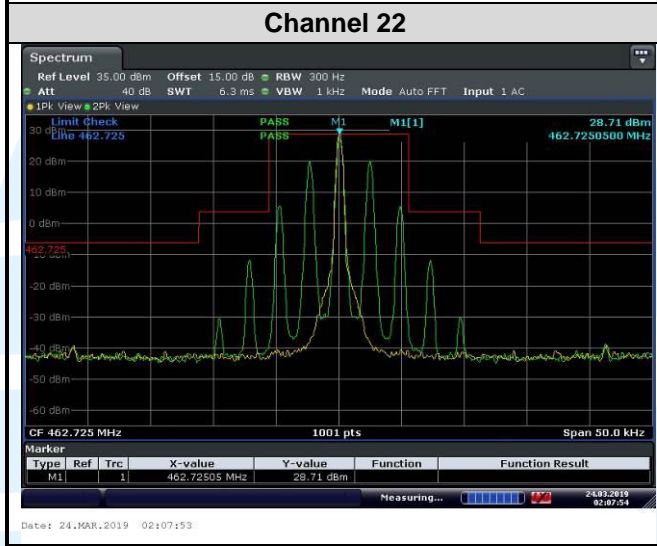 Channel 22
Spectrum
Ref Level 35.00 dBm Offset 15.00 dB RBW 300 Hz
Att 40 dB SWT 6.3 ms VBW 1 kHz Mode Auto FFT Input 1 AC
1Pk View 2Pk View
Limit Check PASS M1 M1[1] 28.71 dBm
30 dBm
Line 462.725 PASS 462.7250500 MHz
20 dBm
10 dBm
0 dBm
462.725
-10 dBm
-20 dBm
-30 dBm
-40 dBm
-50 dBm
-60 dBm
CF 462.725 MHz 1001 pts Span 50.0 kHz
Marker
Type Ref Trc X-value Y-value Function Function Result
M1 1 462.72505 MHz 28.71 dBm
Measuring... 24.03.2019
02:07:54
Date: 24.MAR.2019 02:07:53